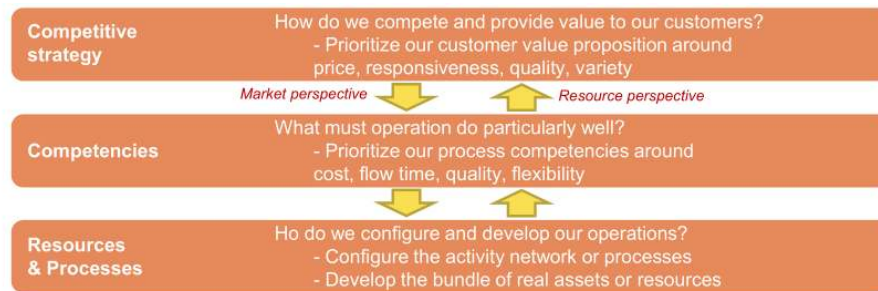 Competitive
strategy
How do we compete and provide value to our customers?
- Prioritize our customer value proposition around
price, responsiveness, quality, variety
Market perspective
Resource perspective
Competencies
What must operation do particularly well?
- Prioritize our process competencies around
cost, flow time, quality, flexibility
Resources
& Processes
Ho do we configure and develop our operations?
- Configure the activity network or processes
- Develop the bundle of real assets or resources